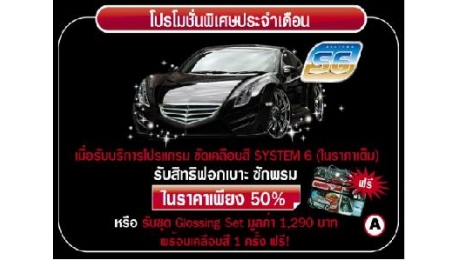 โปรโมชั่นพิเศษประจำเดือน
SYSTEM
S6
เมื่อรับบริการโปรแกรม ขัดเคลือบสี SYSTEM 6 (ในราคาเต็ม)
รับสิทธิฟอกเบาะ ซักพรม
ฟรี
ในราคาเพียง 50%
หรือ รับชุด Glossing Set มูลค่า 1,290 บาท
A
พร้อมเคลือบสี 1 ครั้ง ฟรี!